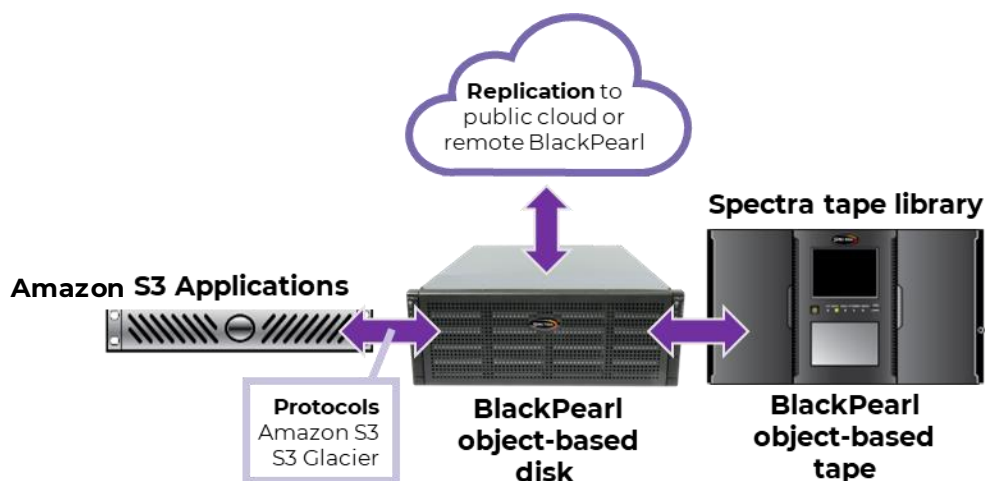 Replication to
public cloud or
remote BlackPearl
Spectra tape library
Amazon S3 Applications
Protocols
Amazon S3
S3 Glacier
BlackPearl
object-based
disk
BlackPearl
object-based
tape